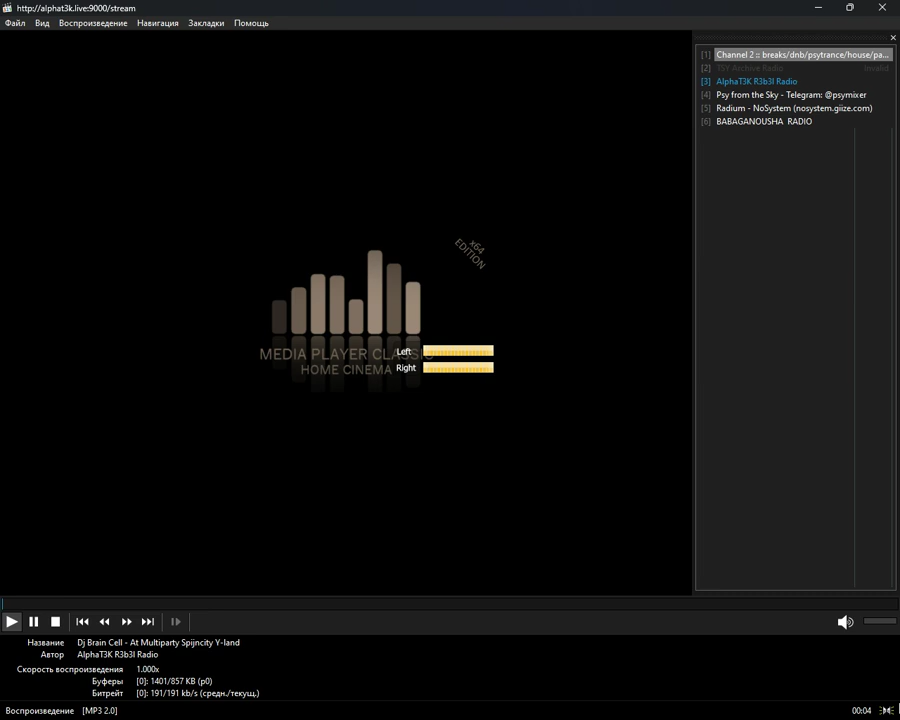 http://alphat3k.live:9000/stream
Файл Вид Воспроизведение Навигация Закладки Помощь
[1] Channel 2 :: breaks/dnb/psytrance/house/pa...
[2] TSY Archive Radio Invalid
[3] AlphaT3K R3b3l Radio
[4] Psy from the Sky - Telegram: @psymixer
[5] Radium - NoSystem (nosystem.giize.com)
[6] BABAGANOUSHA RADIO
x64
EDITION
MEDIA PLAYER CLASSIC
HOME CINEMA
Left
Right
Название Dj Brain Cell - At Multiparty Spijncity Y-land
Автор AlphaT3K R3b3l Radio
Скорость воспроизведения 1.000x
Буферы [0]: 1401/857 KB (p0)
Битрейт [0]: 191/191 kb/s (средн./текущ.)
Воспроизведение [MP3 2.0] 00:04